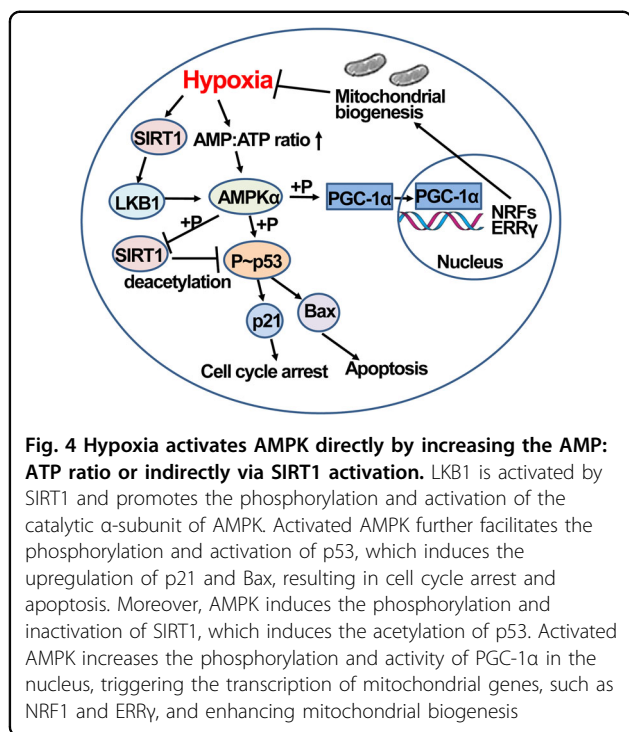 Hypoxia
Mitochondrial
biogenesis
SIRT1
AMP:ATP ratio ↑
LKB1
AMPKα
+P
PGC-1α
PGC-1α
NRFs
ERRγ
Nucleus
+P
+P
SIRT1
deacetylation
P~p53
p21
Bax
Cell cycle arrest
Apoptosis
Fig. 4 Hypoxia activates AMPK directly by increasing the AMP:
ATP ratio or indirectly via SIRT1 activation. LKB1 is activated by
SIRT1 and promotes the phosphorylation and activation of the
catalytic α-subunit of AMPK. Activated AMPK further facilitates the
phosphorylation and activation of p53, which induces the
upregulation of p21 and Bax, resulting in cell cycle arrest and
apoptosis. Moreover, AMPK induces the phosphorylation and
inactivation of SIRT1, which induces the acetylation of p53. Activated
AMPK increases the phosphorylation and activity of PGC-1α in the
nucleus, triggering the transcription of mitochondrial genes, such as
NRF1 and ERRγ, and enhancing mitochondrial biogenesis